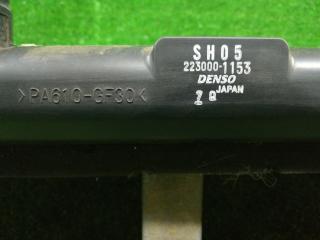 SH05
223000-1153
DENSO
JAPAN
>PA610-GF30<